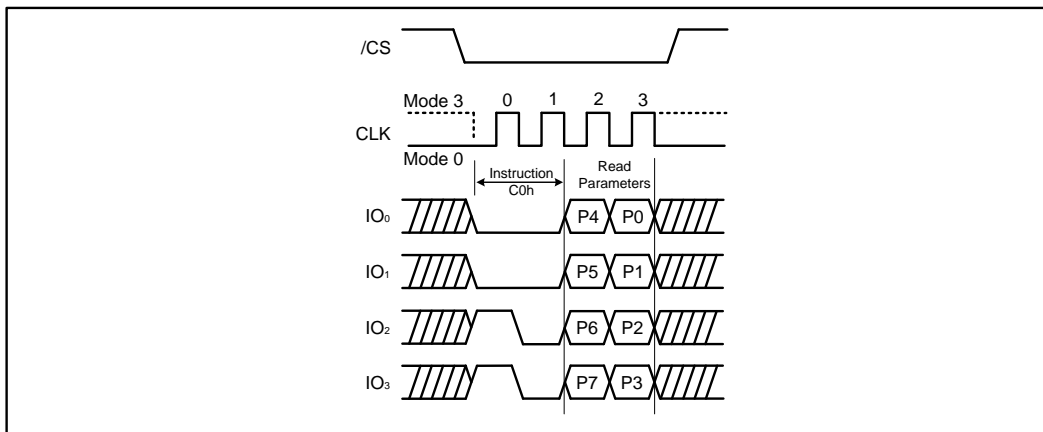 /CS
Mode 3 0 1 2 3
CLK
Mode 0
Instruction
C0h
Read
Parameters
IO₀ P4 P0
IO₁ P5 P1
IO₂ P6 P2
IO₃ P7 P3